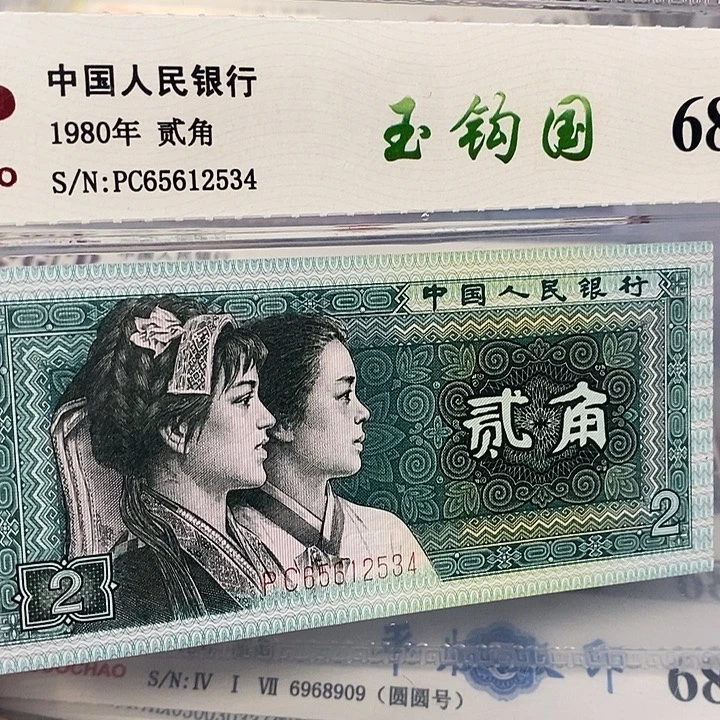 中国人民银行
1980年 贰角
S/N:PC65612534
玉钩国
68
中国人民银行
贰角
2
2
PC65612534
S/N:Ⅳ Ⅰ Ⅶ 6968909（圆圆号）